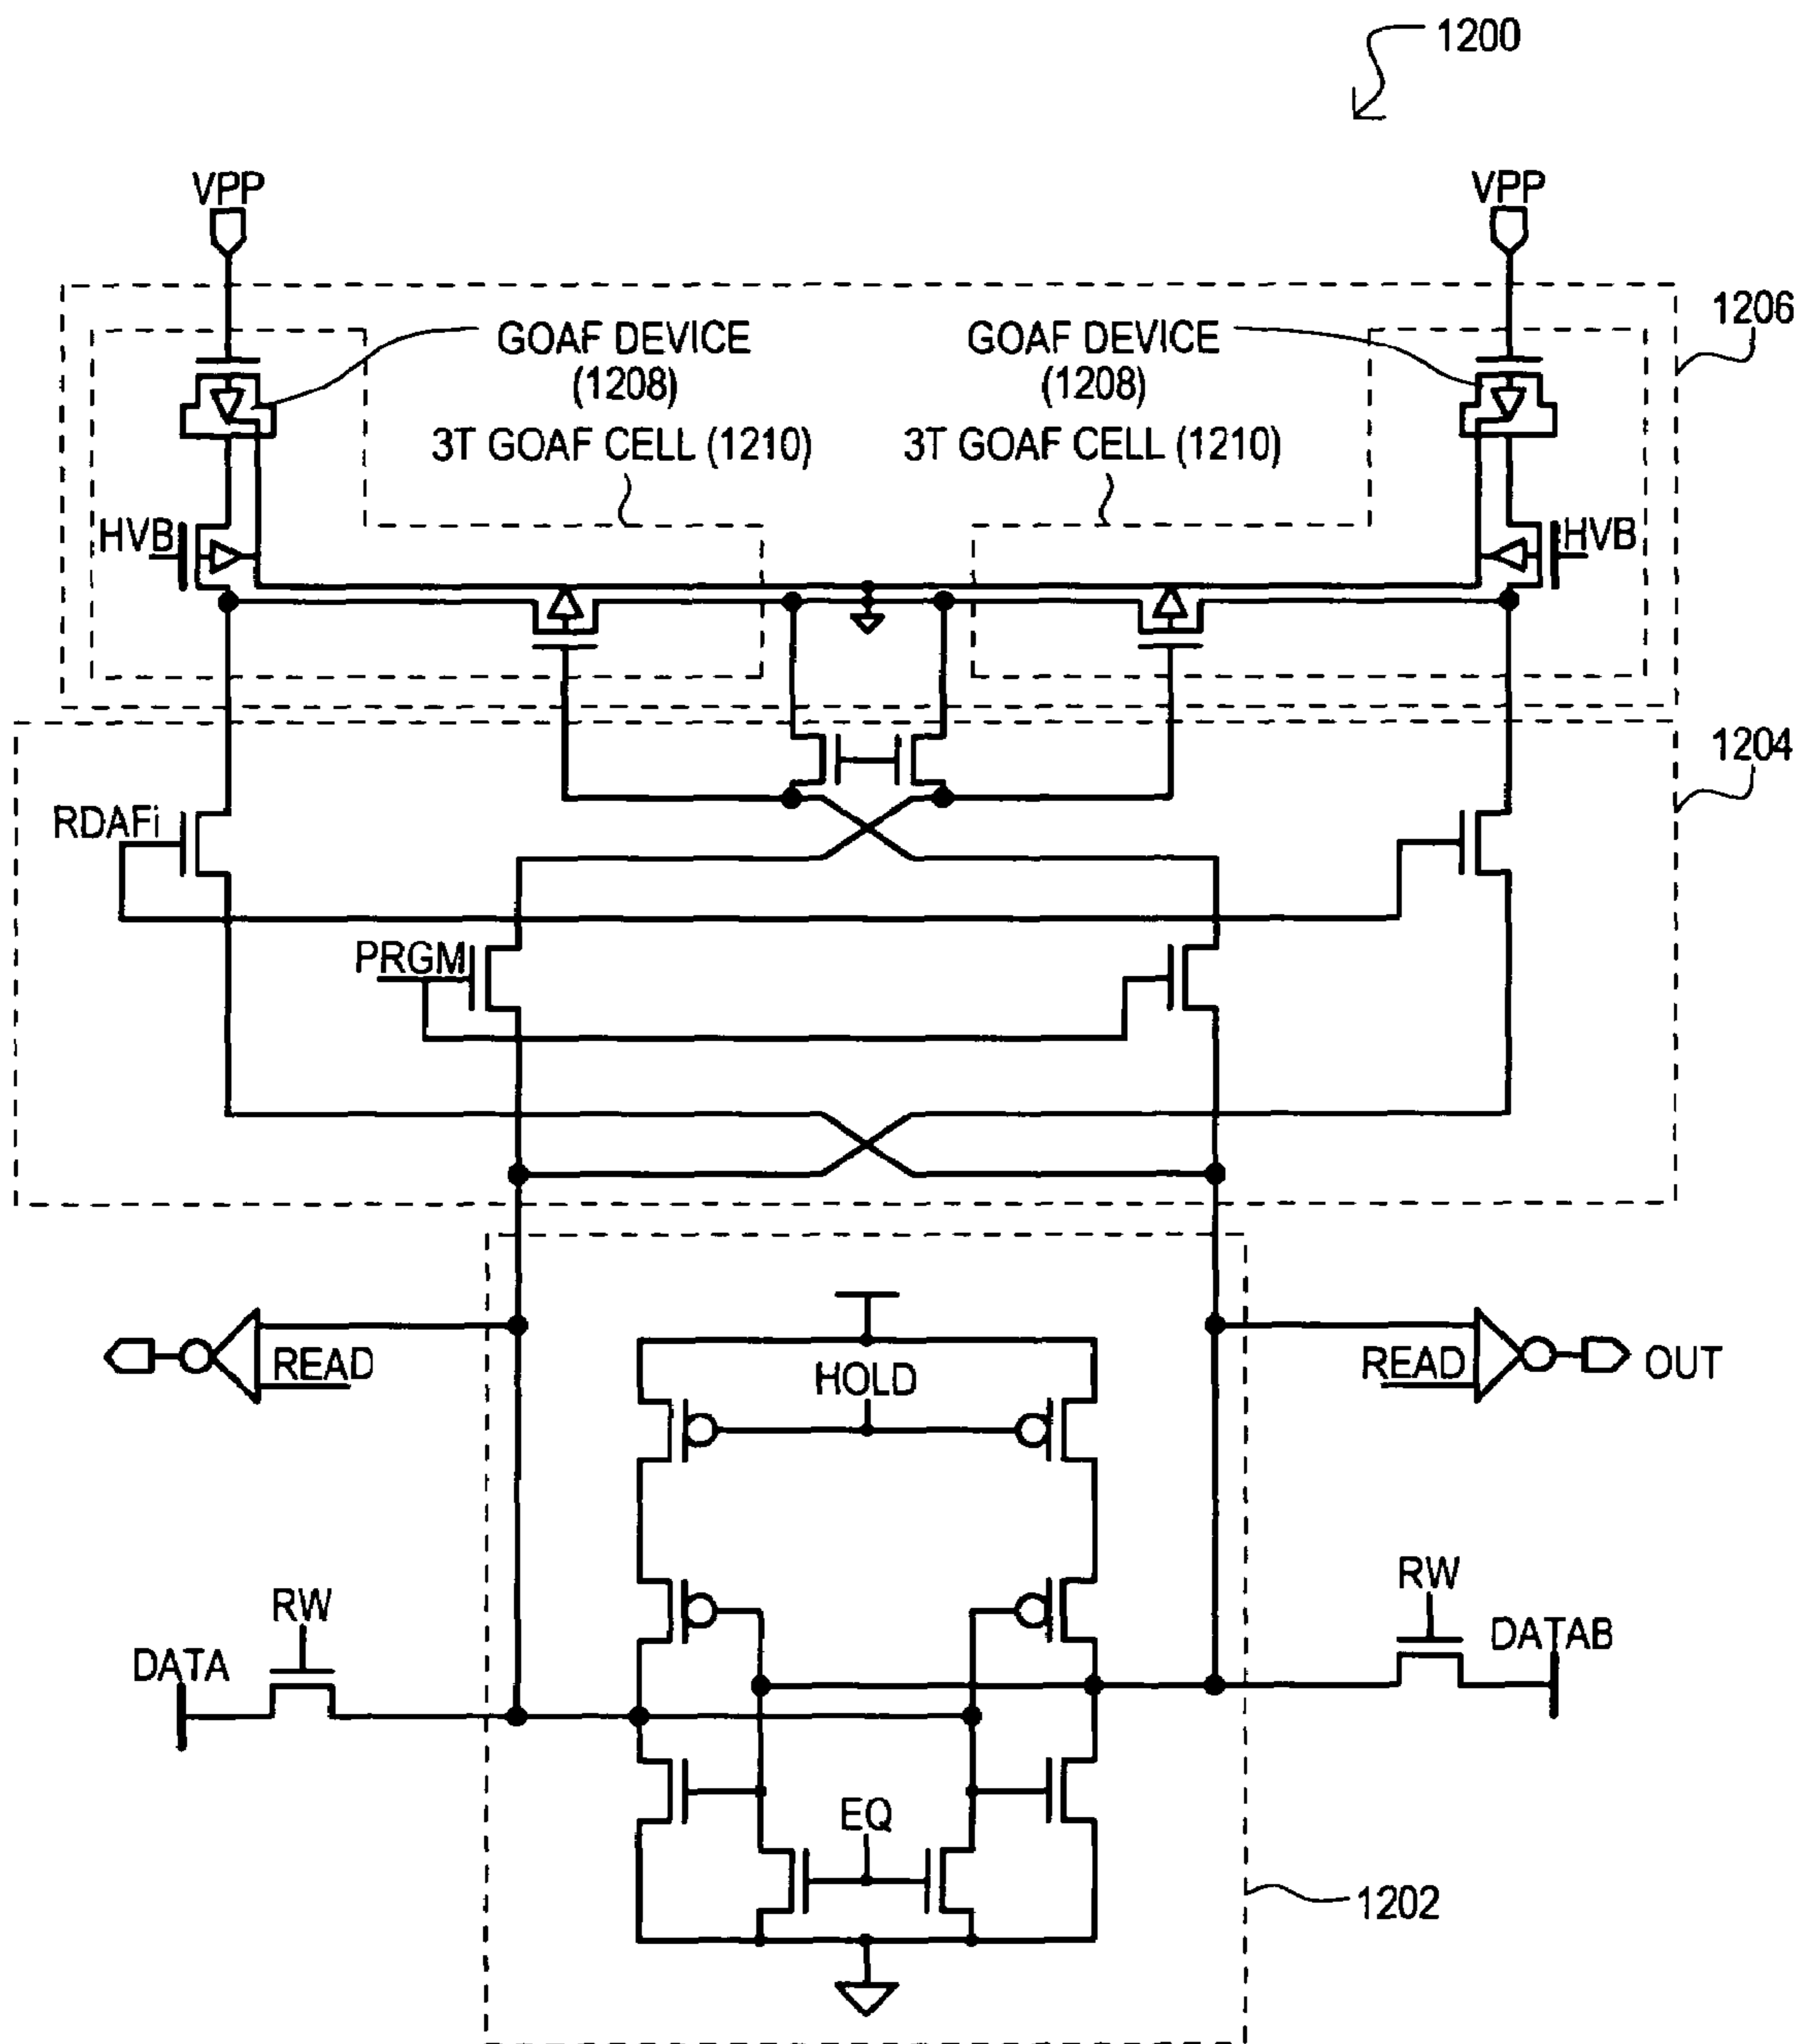 1200
VPP
VPP
1206
GOAF DEVICE
(1208)
GOAF DEVICE
(1208)
3T GOAF CELL (1210)
3T GOAF CELL (1210)
HVB
HVB
1204
RDAFi
PRGM
READ
HOLD
READ
OUT
RW
RW
DATA
DATAB
EQ
1202